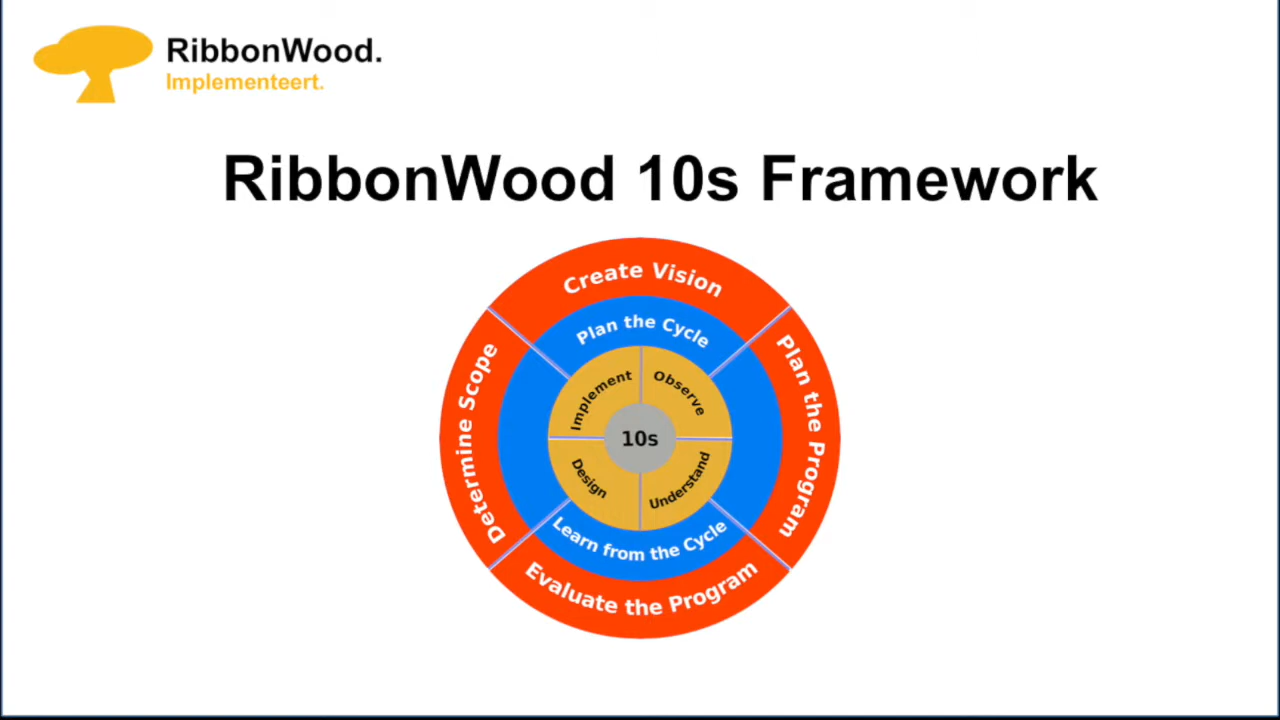 RibbonWood.
Implementeert.
RibbonWood 10s Framework
Create Vision
Plan the Cycle
Determine Scope
Plan the Program
Implement
Observe
10s
Design
Understand
Learn from the Cycle
Evaluate the Program